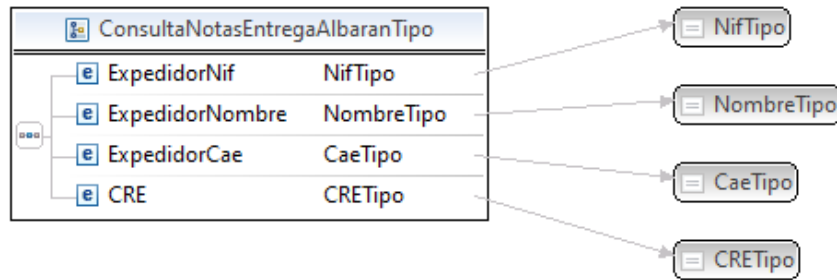 ConsultaNotasEntregaAlbaranTipo
e ExpedidorNif NifTipo
e ExpedidorNombre NombreTipo
e ExpedidorCae CaeTipo
e CRE CRETipo
NifTipo
NombreTipo
CaeTipo
CRETipo